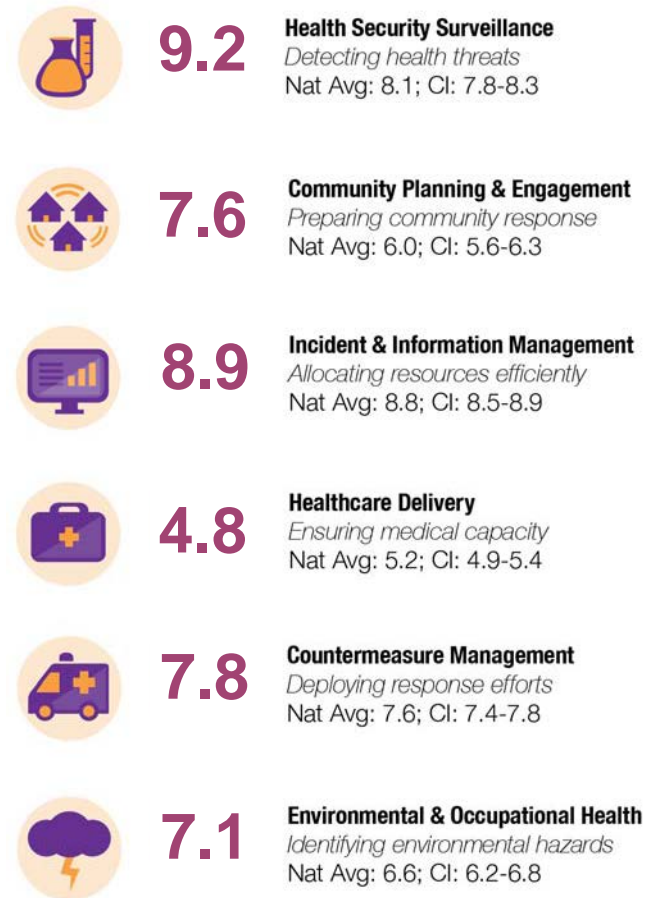 9.2
Health Security Surveillance
Detecting health threats
Nat Avg: 8.1; CI: 7.8-8.3
7.6
Community Planning & Engagement
Preparing community response
Nat Avg: 6.0; CI: 5.6-6.3
8.9
Incident & Information Management
Allocating resources efficiently
Nat Avg: 8.8; CI: 8.5-8.9
4.8
Healthcare Delivery
Ensuring medical capacity
Nat Avg: 5.2; CI: 4.9-5.4
7.8
Countermeasure Management
Deploying response efforts
Nat Avg: 7.6; CI: 7.4-7.8
7.1
Environmental & Occupational Health
Identifying environmental hazards
Nat Avg: 6.6; CI: 6.2-6.8